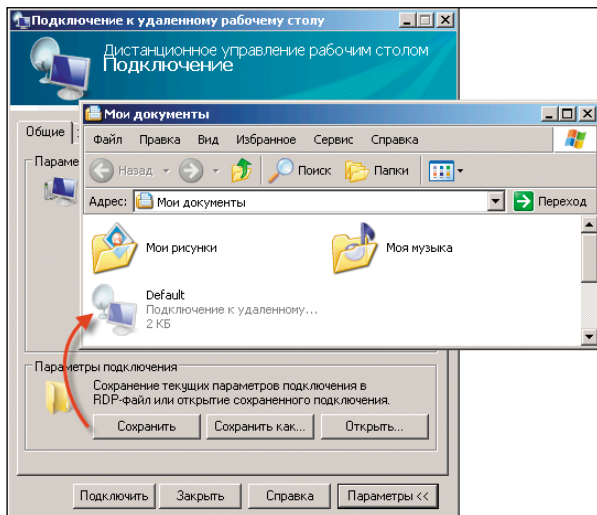 Подключение к удаленному рабочему столу
Дистанционное управление рабочим столом
Подключение
Мои документы
Общие
Файл Правка Вид Избранное Сервис Справка
Параме
Назад Поиск Папки
Адрес: Мои документы Переход
Мои рисунки Моя музыка
Default
Подключение к удаленному...
2 КБ
Параметры подключения
Сохранение текущих параметров подключения в
RDP-файл или открытие сохраненного подключения.
Сохранить Сохранить как... Открыть...
Подключить Закрыть Справка Параметры <<